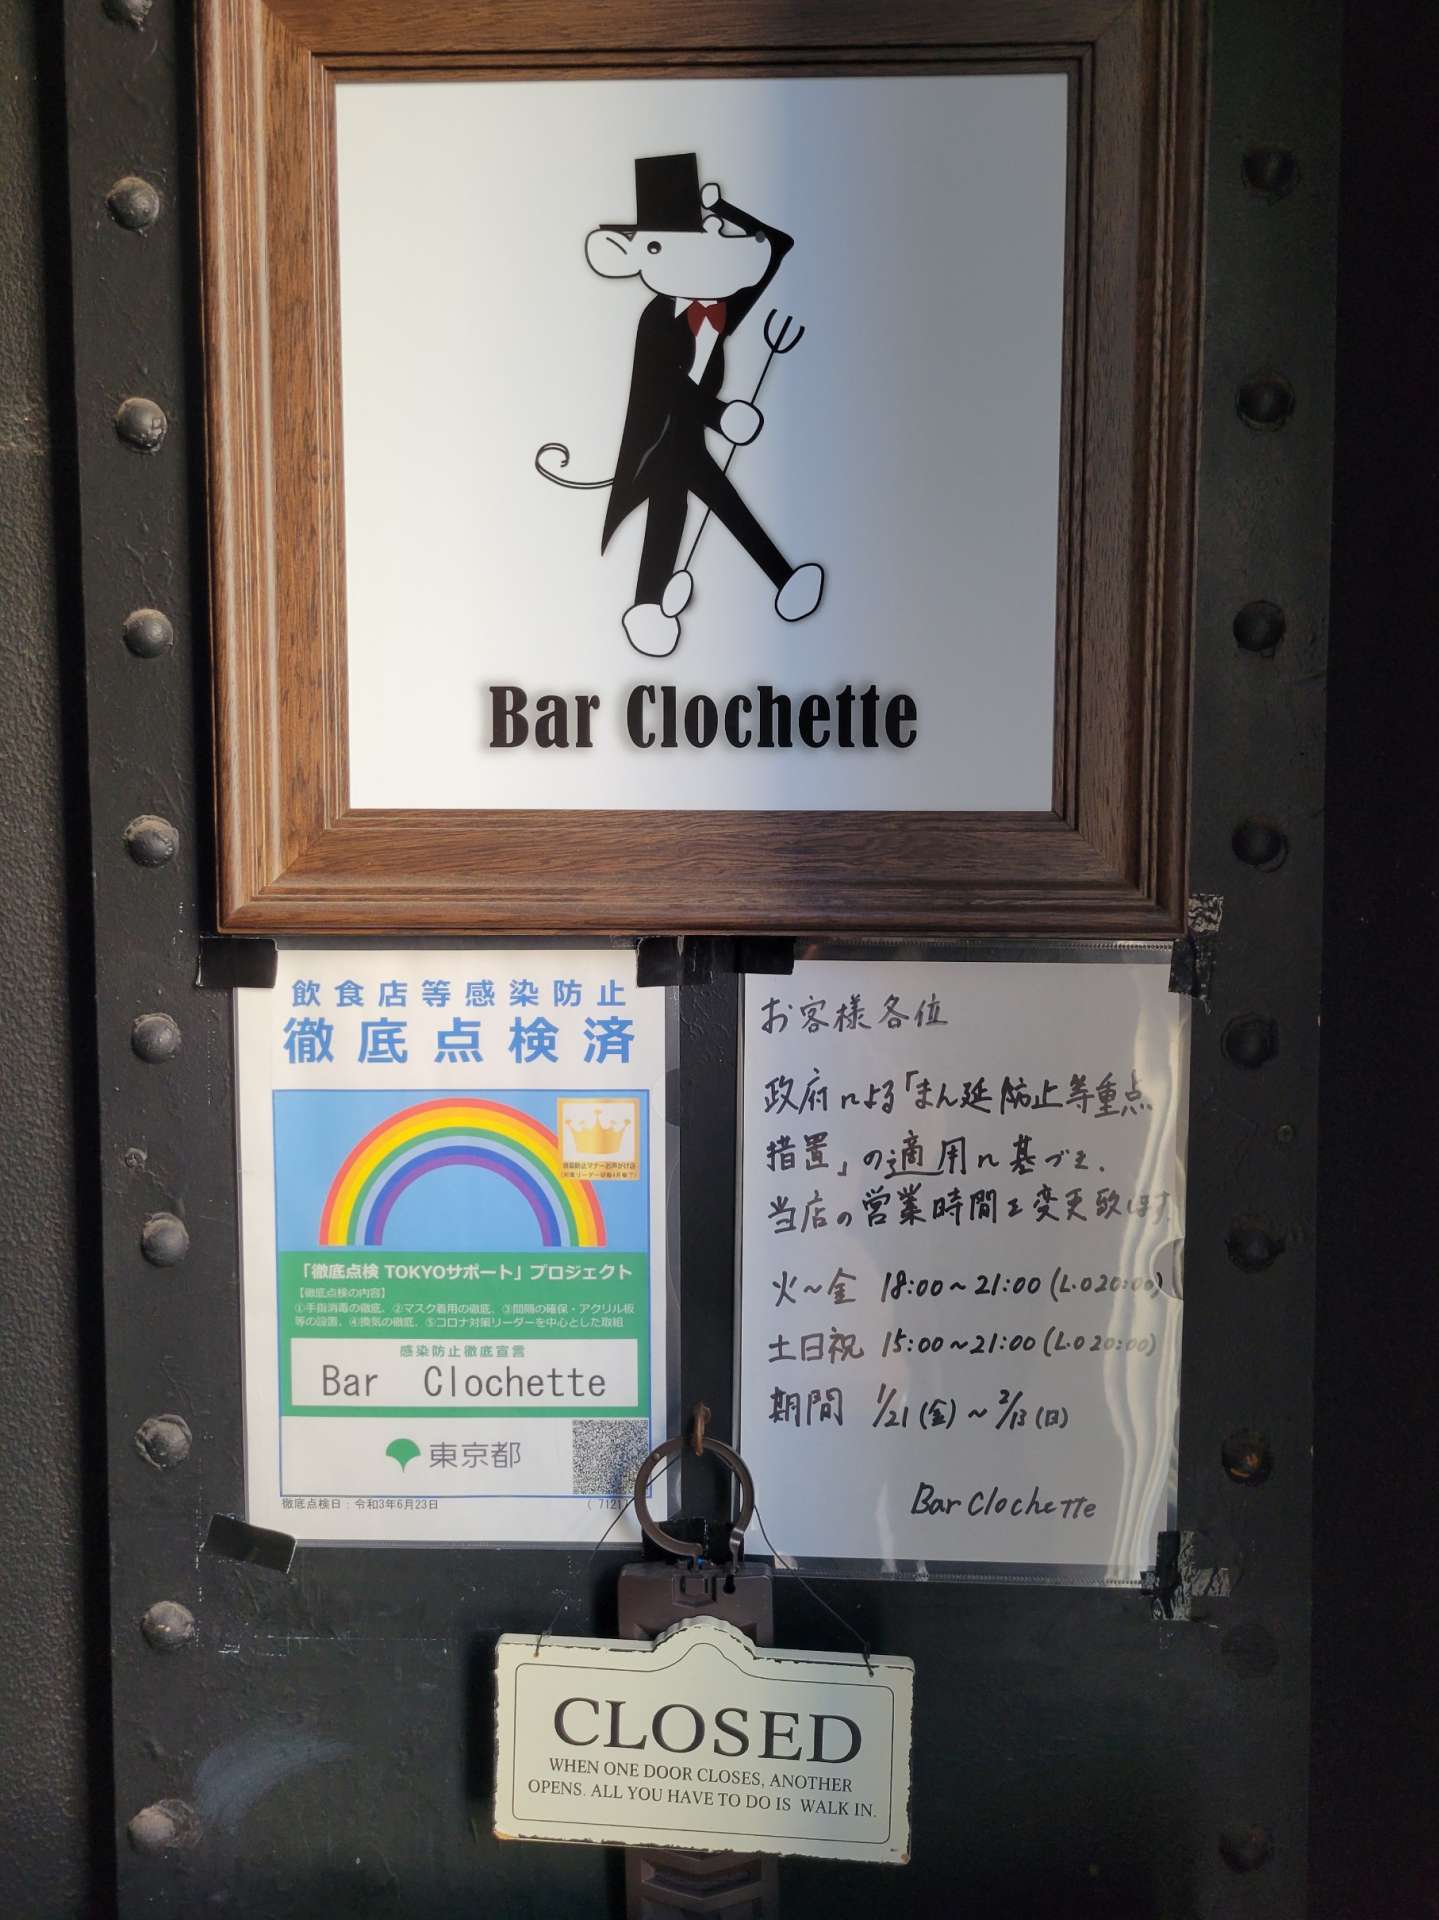 Bar Clochette
飲食店等感染防止
徹底点検済
「徹底点検 TOKYOサポート」プロジェクト
【徹底点検の内容】
①手指消毒の徹底、②マスク着用の徹底、③間隔の確保・アクリル板
等の設置、④換気の徹底、⑤コロナ対策リーダーを中心とした取組
感染防止徹底宣言
Bar Clochette
東京都
徹底点検日：令和3年6月23日
お客様各位
政府による「まん延防止等重点
措置」の適用に基づき、
当店の営業時間を変更致します。
火～金 18:00～21:00 (L.O 20:00)
土日祝 15:00～21:00 (L.O 20:00)
期間 1/21(金)～2/13(日)
Bar Clochette
CLOSED
WHEN ONE DOOR CLOSES, ANOTHER
OPENS. ALL YOU HAVE TO DO IS WALK IN.